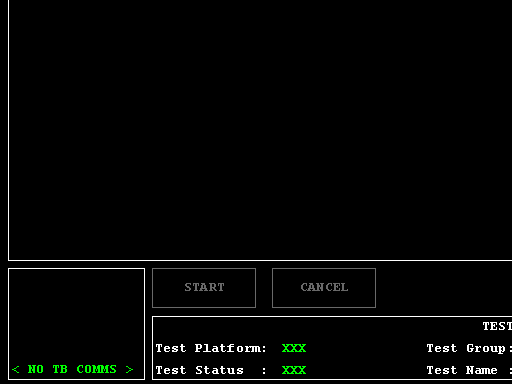 START CANCEL
TEST
Test Platform: XXX Test Group:
< NO TB COMMS > Test Status : XXX Test Name :